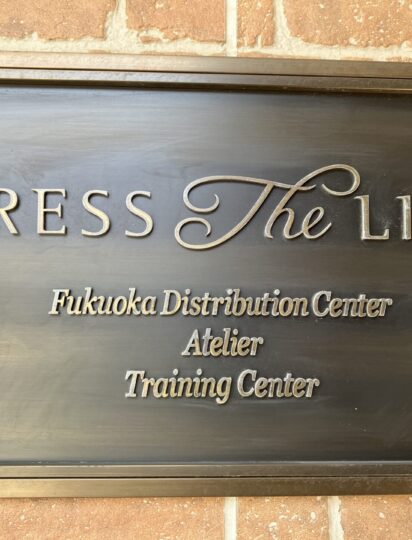 RESS The LI
Fukuoka Distribution Center
Atelier
Training Center